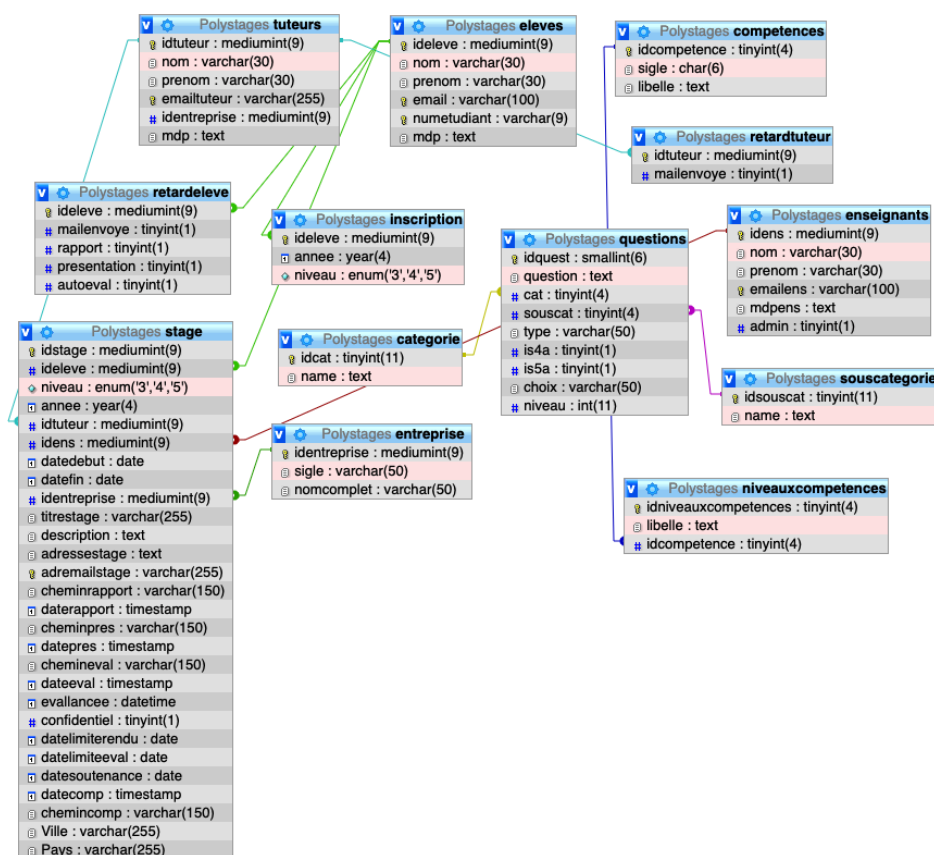 Polystages tuteurs
idtuteur : mediumint(9)
nom : varchar(30)
prenom : varchar(30)
emailtuteur : varchar(255)
identreprise : mediumint(9)
mdp : text
Polystages eleves
ideleve : mediumint(9)
nom : varchar(30)
prenom : varchar(30)
email : varchar(100)
numetudiant : varchar(9)
mdp : text
Polystages competences
idcompetence : tinyint(4)
sigle : char(6)
libelle : text
Polystages retardtuteur
idtuteur : mediumint(9)
mailenvoye : tinyint(1)
Polystages retardeleve
ideleve : mediumint(9)
mailenvoye : tinyint(1)
rapport : tinyint(1)
presentation : tinyint(1)
autoeval : tinyint(1)
Polystages inscription
ideleve : mediumint(9)
annee : year(4)
niveau : enum('3','4','5')
Polystages questions
idquest : smallint(6)
question : text
cat : tinyint(4)
souscat : tinyint(4)
type : varchar(50)
is4a : tinyint(1)
is5a : tinyint(1)
choix : varchar(50)
niveau : int(11)
Polystages enseignants
idens : mediumint(9)
nom : varchar(30)
prenom : varchar(30)
emailens : varchar(100)
mdpens : text
admin : tinyint(1)
Polystages stage
idstage : mediumint(9)
ideleve : mediumint(9)
niveau : enum('3','4','5')
annee : year(4)
idtuteur : mediumint(9)
idens : mediumint(9)
datedebut : date
datefin : date
identreprise : mediumint(9)
titrestage : varchar(255)
description : text
adressestage : text
adremailstage : varchar(255)
cheminrapport : varchar(150)
daterapport : timestamp
cheminpres : varchar(150)
datepres : timestamp
chemineval : varchar(150)
dateeval : timestamp
evallancee : datetime
confidentiel : tinyint(1)
datelimiterendu : date
datelimiteeval : date
datesoutenance : date
datecomp : timestamp
chemincomp : varchar(150)
Ville : varchar(255)
Pays : varchar(255)
Polystages categorie
idcat : tinyint(11)
name : text
Polystages entreprise
identreprise : mediumint(9)
sigle : varchar(50)
nomcomplet : varchar(50)
Polystages souscategorie
idsouscat : tinyint(11)
name : text
Polystages niveauxcompetences
idniveauxcompetences : tinyint(4)
libelle : text
idcompetence : tinyint(4)